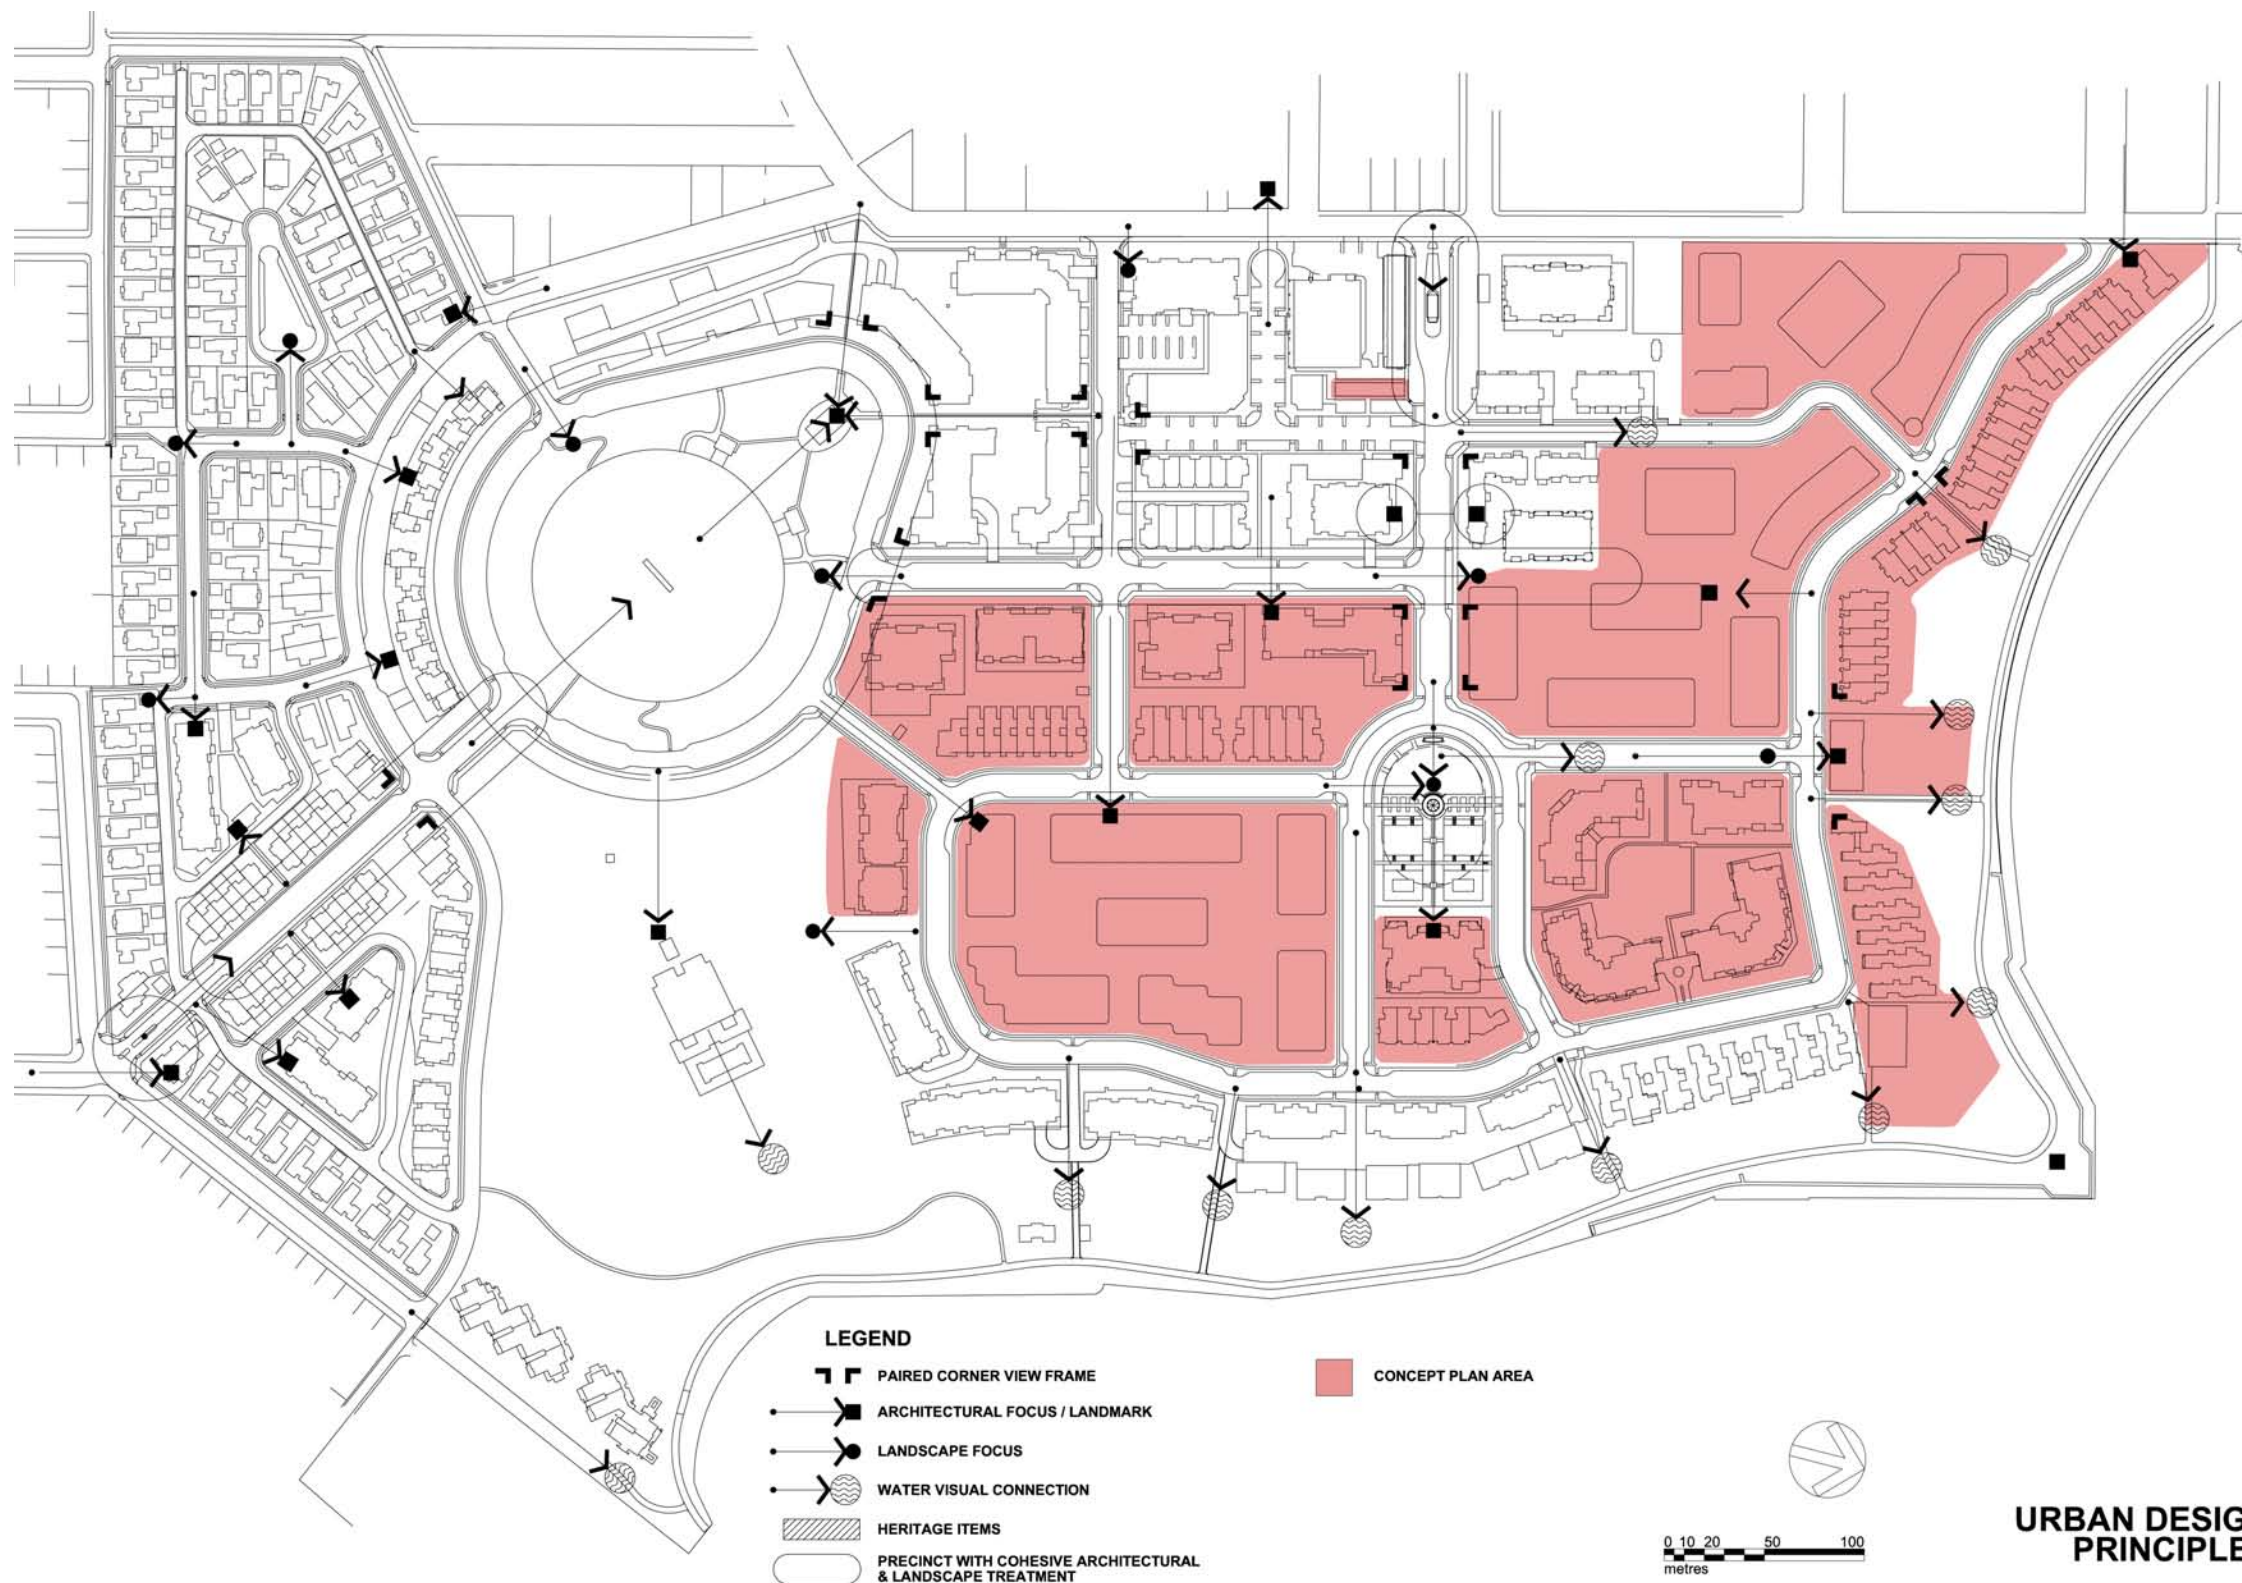 LEGEND
PAIRED CORNER VIEW FRAME
ARCHITECTURAL FOCUS / LANDMARK
LANDSCAPE FOCUS
WATER VISUAL CONNECTION
HERITAGE ITEMS
PRECINCT WITH COHESIVE ARCHITECTURAL
& LANDSCAPE TREATMENT
CONCEPT PLAN AREA
0 10 20 50 100
metres
URBAN DESIG
PRINCIPLE